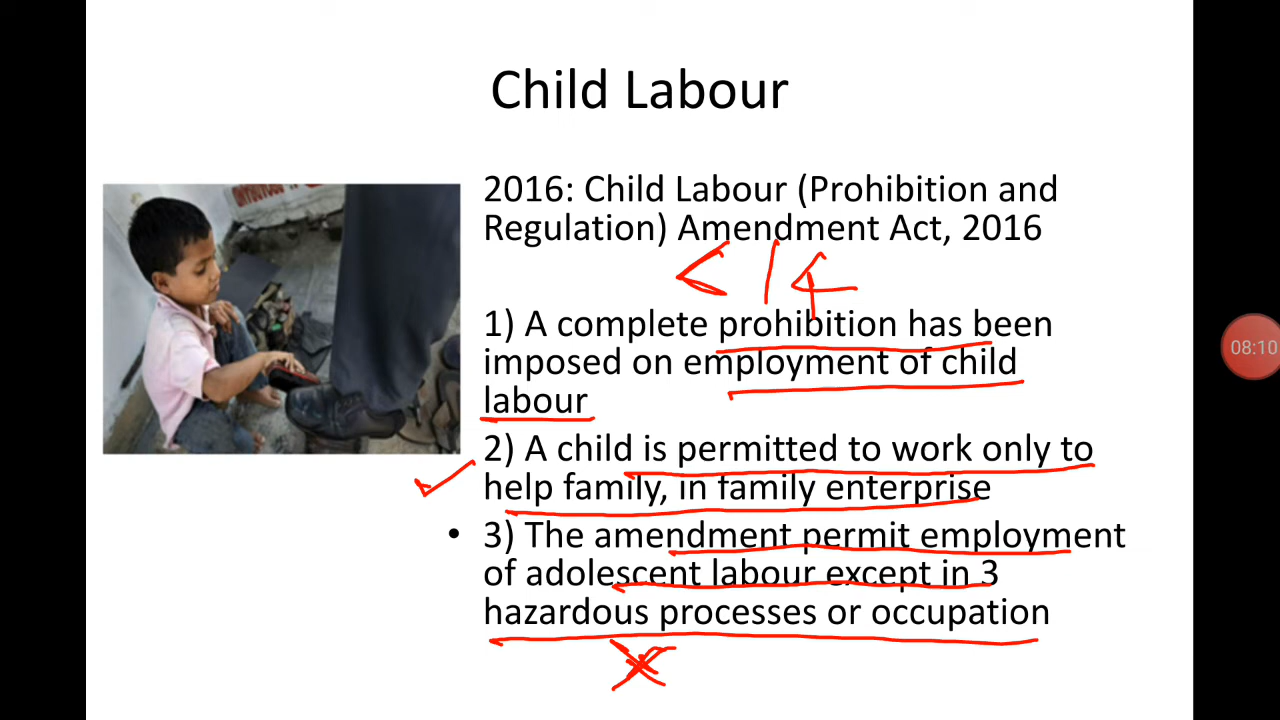 Child Labour
2016: Child Labour (Prohibition and
Regulation) Amendment Act, 2016
<14
1) A complete prohibition has been
imposed on employment of child
labour
2) A child is permitted to work only to
help family, in family enterprise
• 3) The amendment permit employment
of adolescent labour except in 3
hazardous processes or occupation
08:10